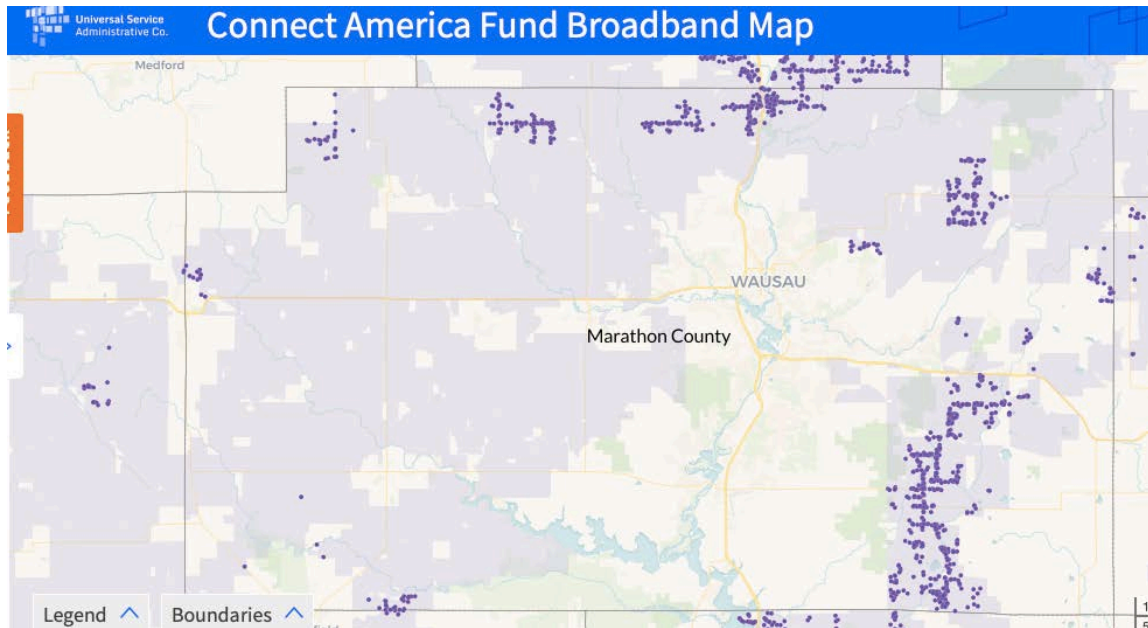 Universal Service
Administrative Co.
Connect America Fund Broadband Map
Medford
WAUSAU
Marathon County
Legend
Boundaries